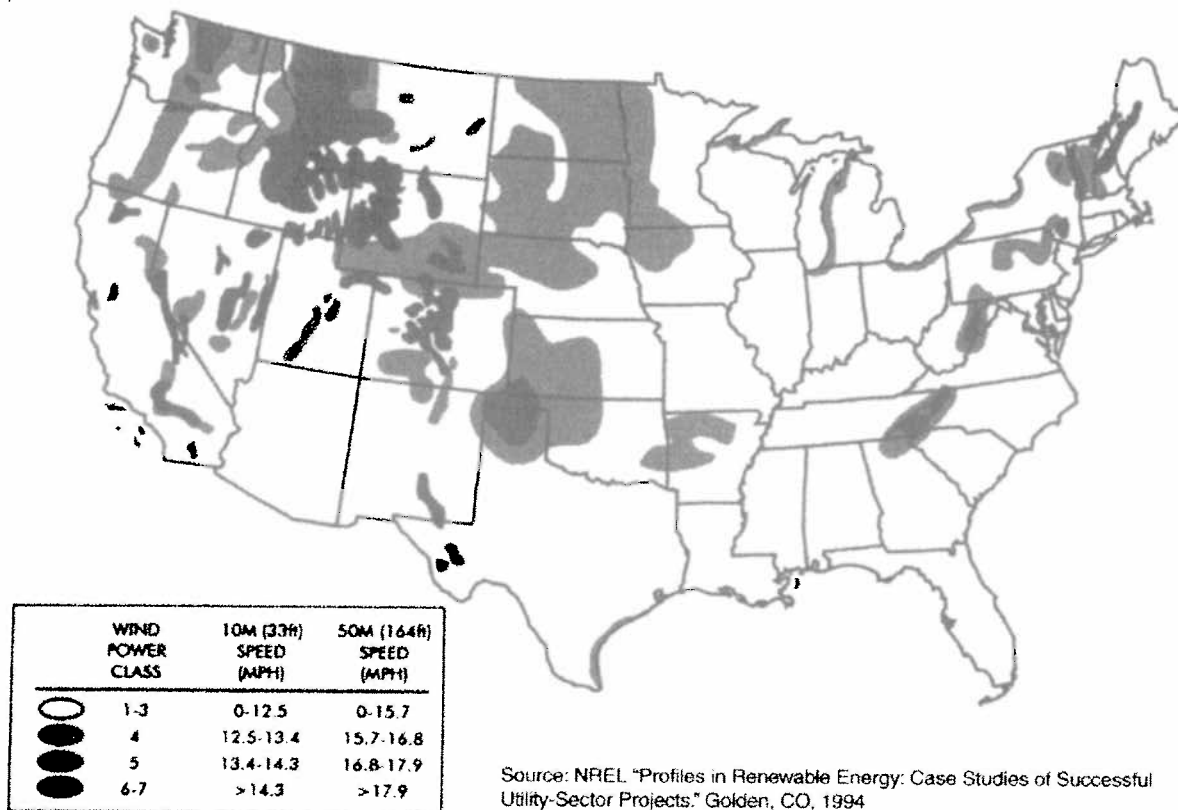 WIND 10M (33ft) 50M (164ft)
POWER SPEED SPEED
CLASS (MPH) (MPH)
1-3 0-12.5 0-15.7
4 12.5-13.4 15.7-16.8
5 13.4-14.3 16.8-17.9
6-7 >14.3 >17.9
Source: NREL "Profiles in Renewable Energy: Case Studies of Successful
Utility-Sector Projects." Golden, CO, 1994